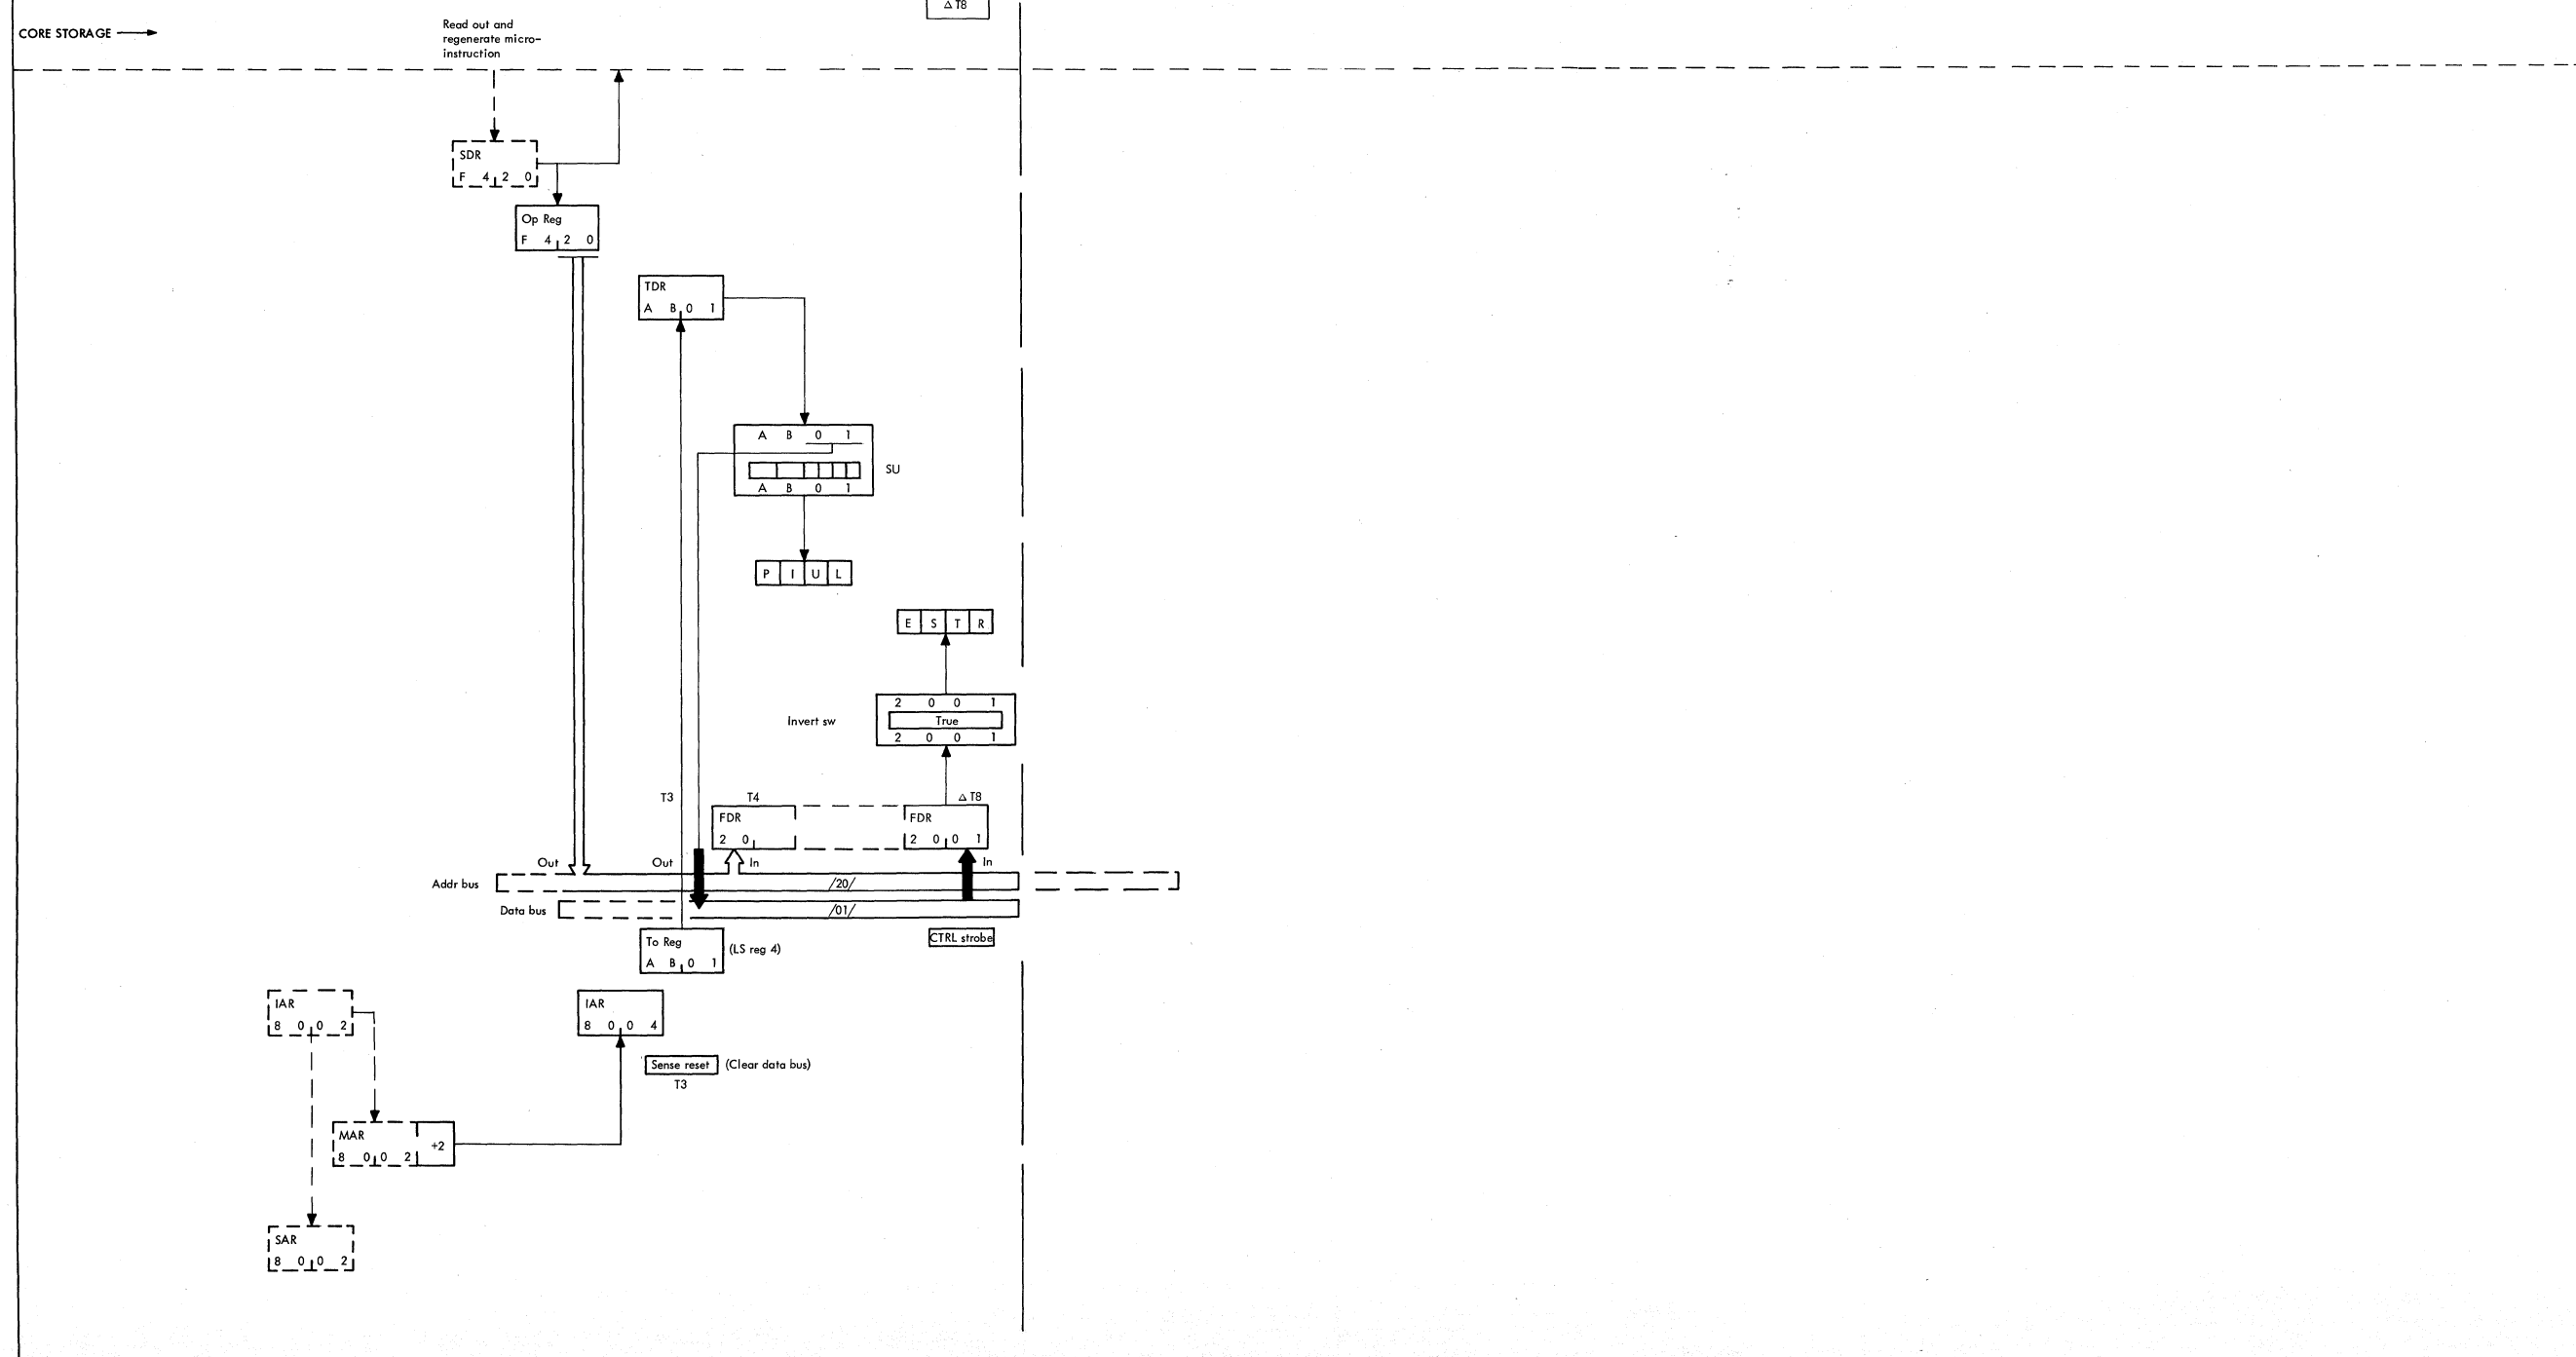 Δ T8
CORE STORAGE
Read out and
regenerate micro-
instruction
SDR
F 4 2 0
Op Reg
F 4 2 0
TDR
A B 0 1
A B 0 1
SU
A B 0 1
P I U L
E S T R
2 0 0 1
Invert sw
True
2 0 0 1
T3
T4
Δ T8
FDR
2 0
FDR
2 0 0 1
Out
Out
In
In
Addr bus
/20/
Data bus
/01/
To Reg
A B 0 1
(LS reg 4)
CTRL strobe
IAR
8 0 0 2
IAR
8 0 0 4
Sense reset
(Clear data bus)
T3
MAR
8 0 0 2
+2
SAR
8 0 0 2